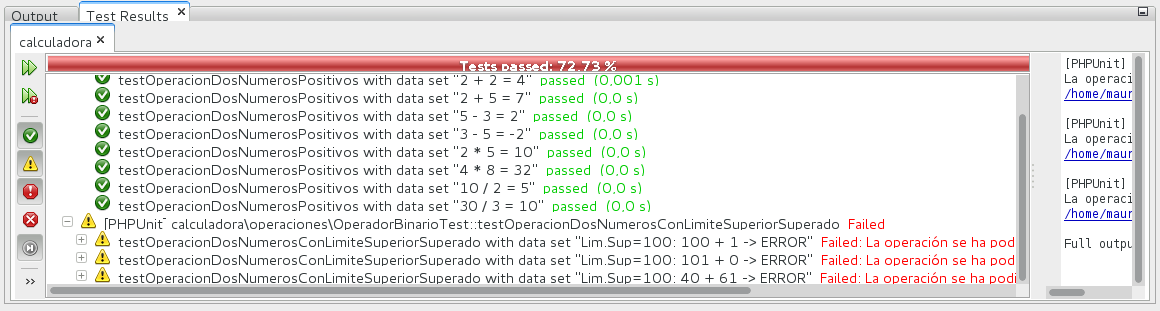 Output
Test Results
calculadora
Tests passed: 72,73 %
testOperacionDosNumerosPositivos with data set "2 + 2 = 4" passed (0,001 s)
testOperacionDosNumerosPositivos with data set "2 + 5 = 7" passed (0,0 s)
testOperacionDosNumerosPositivos with data set "5 - 3 = 2" passed (0,0 s)
testOperacionDosNumerosPositivos with data set "3 - 5 = -2" passed (0,0 s)
testOperacionDosNumerosPositivos with data set "2 * 5 = 10" passed (0,0 s)
testOperacionDosNumerosPositivos with data set "4 * 8 = 32" passed (0,0 s)
testOperacionDosNumerosPositivos with data set "10 / 2 = 5" passed (0,0 s)
testOperacionDosNumerosPositivos with data set "30 / 3 = 10" passed (0,0 s)
[PHPUnit] calculadora\operaciones\OperadorBinarioTest::testOperacionDosNumerosConLimiteSuperiorSuperado Failed
testOperacionDosNumerosConLimiteSuperiorSuperado with data set "Lim.Sup=100: 100 + 1 -> ERROR" Failed: La operación se ha podi
testOperacionDosNumerosConLimiteSuperiorSuperado with data set "Lim.Sup=100: 101 + 0 -> ERROR" Failed: La operación se ha podi
testOperacionDosNumerosConLimiteSuperiorSuperado with data set "Lim.Sup=100: 40 + 61 -> ERROR" Failed: La operación se ha podi
[PHPUnit]
La operaci
/home/maur
[PHPUnit]
La operaci
/home/maur
[PHPUnit]
La operaci
/home/maur
Full outpu